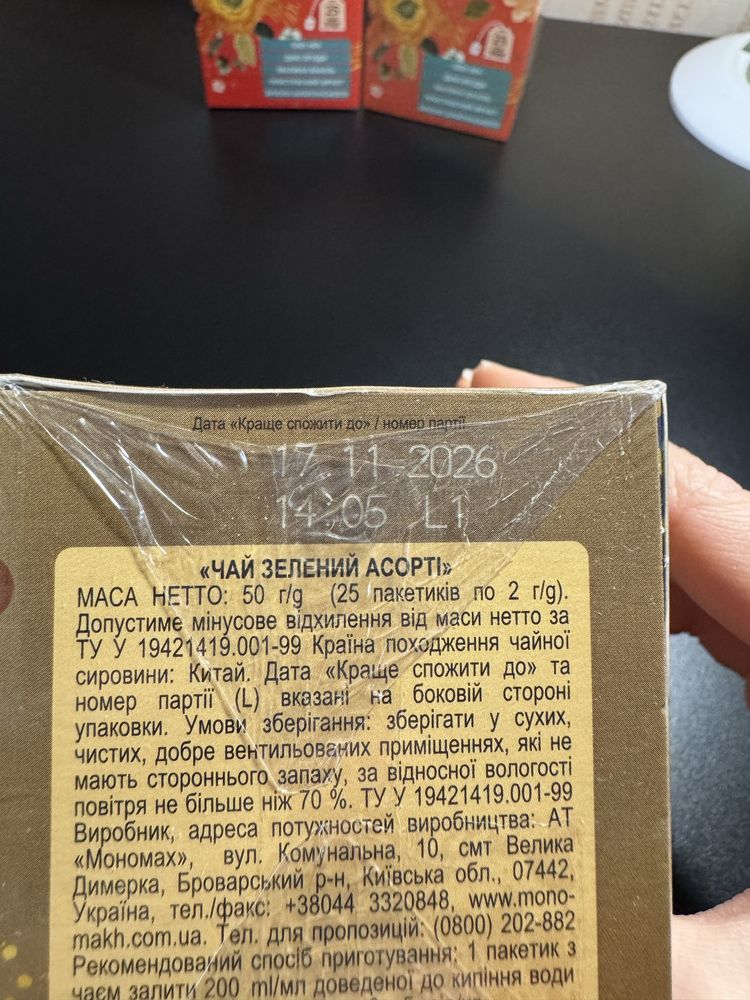 Дата «Краще спожити до» / номер партії
17.11.2026
14:05 L1
«ЧАЙ ЗЕЛЕНИЙ АСОРТІ»
МАСА НЕТТО: 50 г/g (25 пакетиків по 2 г/g).
Допустиме мінусове відхилення від маси нетто за
ТУ У 19421419.001-99 Країна походження чайної
сировини: Китай. Дата «Краще спожити до» та
номер партії (L) вказані на боковій стороні
упаковки. Умови зберігання: зберігати у сухих,
чистих, добре вентильованих приміщеннях, які не
мають стороннього запаху, за відносної вологості
повітря не більше ніж 70 %. ТУ У 19421419.001-99
Виробник, адреса потужностей виробництва: АТ
«Мономах», вул. Комунальна, 10, смт Велика
Димерка, Броварський р-н, Київська обл., 07442,
Україна, тел./факс: +38044 3320848, www.mono-
makh.com.ua. Тел. для пропозицій: (0800) 202-882
Рекомендований спосіб приготування: 1 пакетик з
чаєм залити 200 ml/мл доведеної до кипіння води